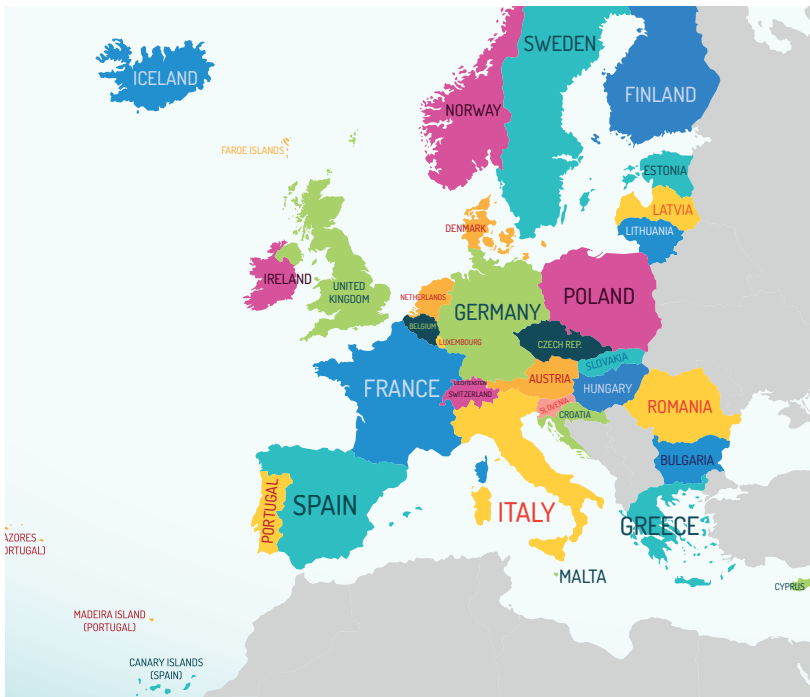 SWEDEN
ICELAND
FINLAND
NORWAY
FAROE ISLANDS
ESTONIA
LATVIA
DENMARK
LITHUANIA
IRELAND
UNITED
KINGDOM
NETHERLANDS
POLAND
GERMANY
BELGIUM
LUXEMBOURG
CZECH REP.
SLOVAKIA
FRANCE
LIECHTENSTEIN
SWITZERLAND
AUSTRIA
HUNGARY
SLOVENIA
CROATIA
ROMANIA
BULGARIA
PORTUGAL
SPAIN
ITALY
GREECE
AZORES
ORTUGAL)
MALTA
CYPRUS
MADEIRA ISLAND
(PORTUGAL)
CANARY ISLANDS
(SPAIN)